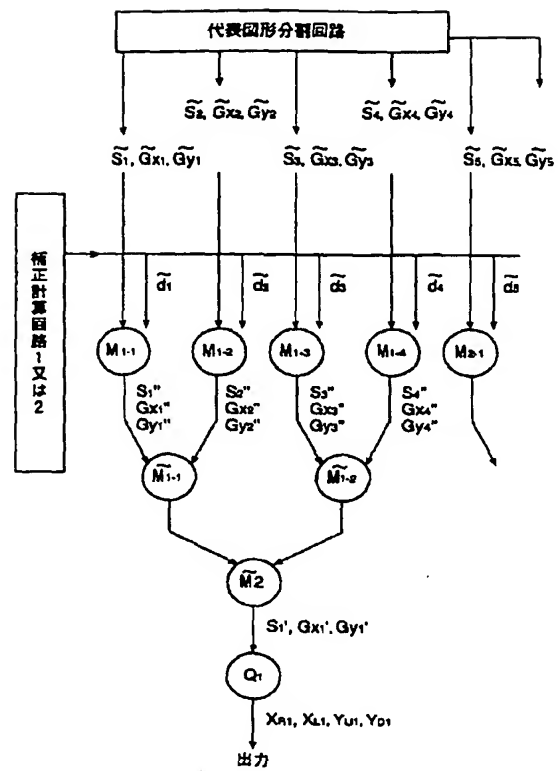 代表図形分割回路
S̃2, G̃x2, G̃y2
S̃4, G̃x4, G̃y4
S̃1, G̃x1, G̃y1
S̃3, G̃x3, G̃y3
S̃5, G̃x5, G̃y5
補正計算回路1又は2
d̃1
d̃2
d̃3
d̃4
d̃5
M1-1
M1-2
M1-3
M1-4
M2-1
S1"
Gx1"
Gy1"
S2"
Gx2"
Gy2"
S3"
Gx3"
Gy3"
S4"
Gx4"
Gy4"
M̃1-1
M̃1-2
M̃2
S1', Gx1', Gy1'
Q1
XR1, XL1, YU1, YD1
出力